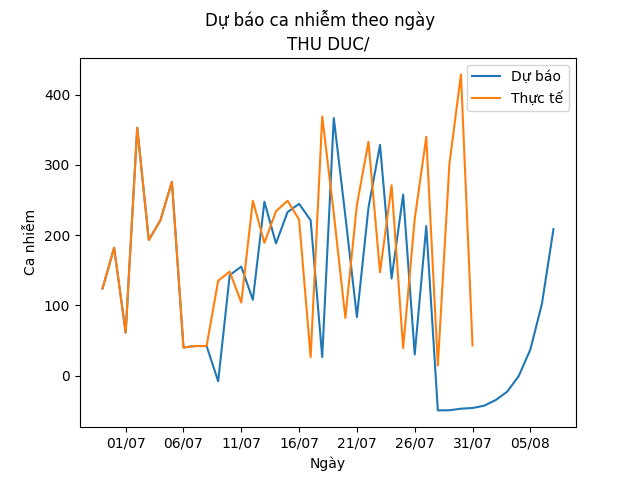 Dự báo ca nhiễm theo ngày
THU DUC/
Dự báo
Thực tế
400
300
200
100
0
Ca nhiễm
01/07 06/07 11/07 16/07 21/07 26/07 31/07 05/08
Ngày